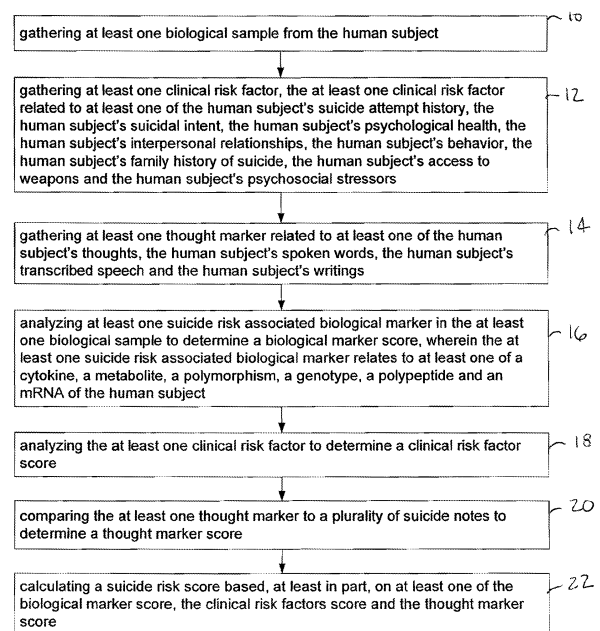 10
gathering at least one biological sample from the human subject
12
gathering at least one clinical risk factor, the at least one clinical risk factor
related to at least one of the human subject's suicide attempt history, the
human subject's suicidal intent, the human subject's psychological health, the
human subject's interpersonal relationships, the human subject's behavior, the
human subject's family history of suicide, the human subject's access to
weapons and the human subject's psychosocial stressors
14
gathering at least one thought marker related to at least one of the human
subject's thoughts, the human subject's spoken words, the human subject's
transcribed speech and the human subject's writings
16
analyzing at least one suicide risk associated biological marker in the at least
one biological sample to determine a biological marker score, wherein the at
least one suicide risk associated biological marker relates to at least one of a
cytokine, a metabolite, a polymorphism, a genotype, a polypeptide and an
mRNA of the human subject
18
analyzing the at least one clinical risk factor to determine a clinical risk factor
score
20
comparing the at least one thought marker to a plurality of suicide notes to
determine a thought marker score
22
calculating a suicide risk score based, at least in part, on at least one of the
biological marker score, the clinical risk factors score and the thought marker
score